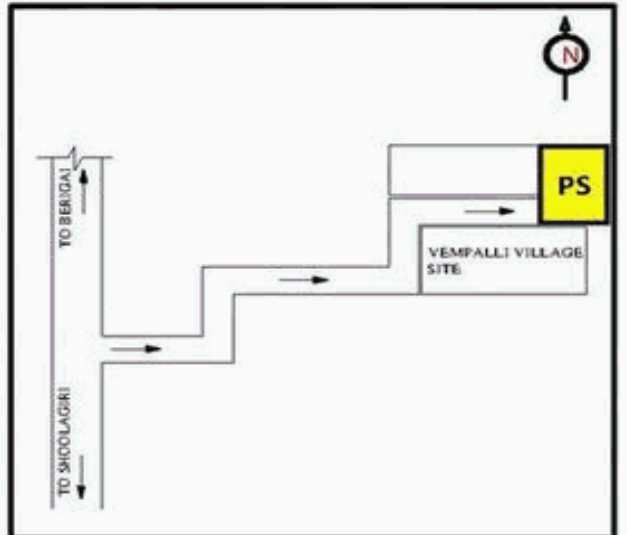 N
PS
TO BERIGAI
VEMPALLI VILLAGE
SITE
TO SHOOLAGIRI